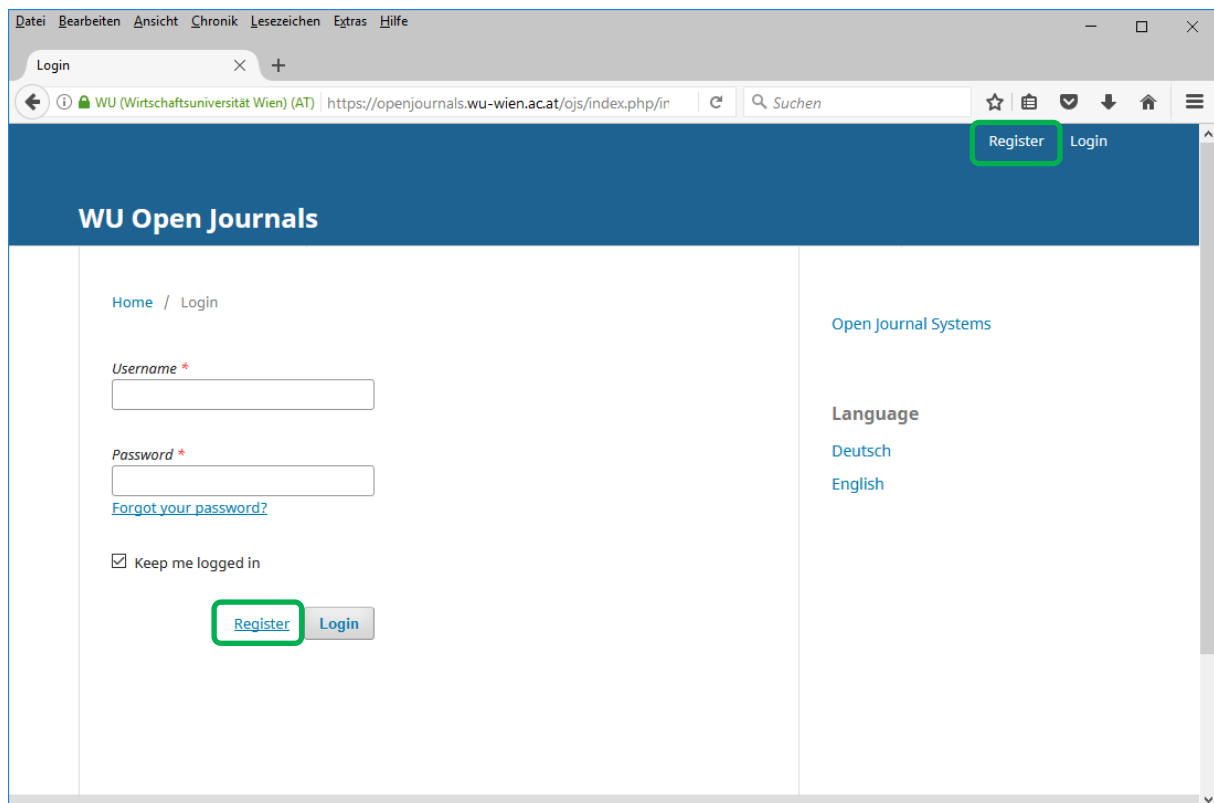 Datei Bearbeiten Ansicht Chronik Lesezeichen Extras Hilfe
Login
WU (Wirtschaftsuniversität Wien) (AT) https://openjournals.wu-wien.ac.at/ojs/index.php/in Suchen
Register Login
WU Open Journals
Home / Login
Open Journal Systems
Username *
Language
Password *
Deutsch
English
Forgot your password?
Keep me logged in
Register Login